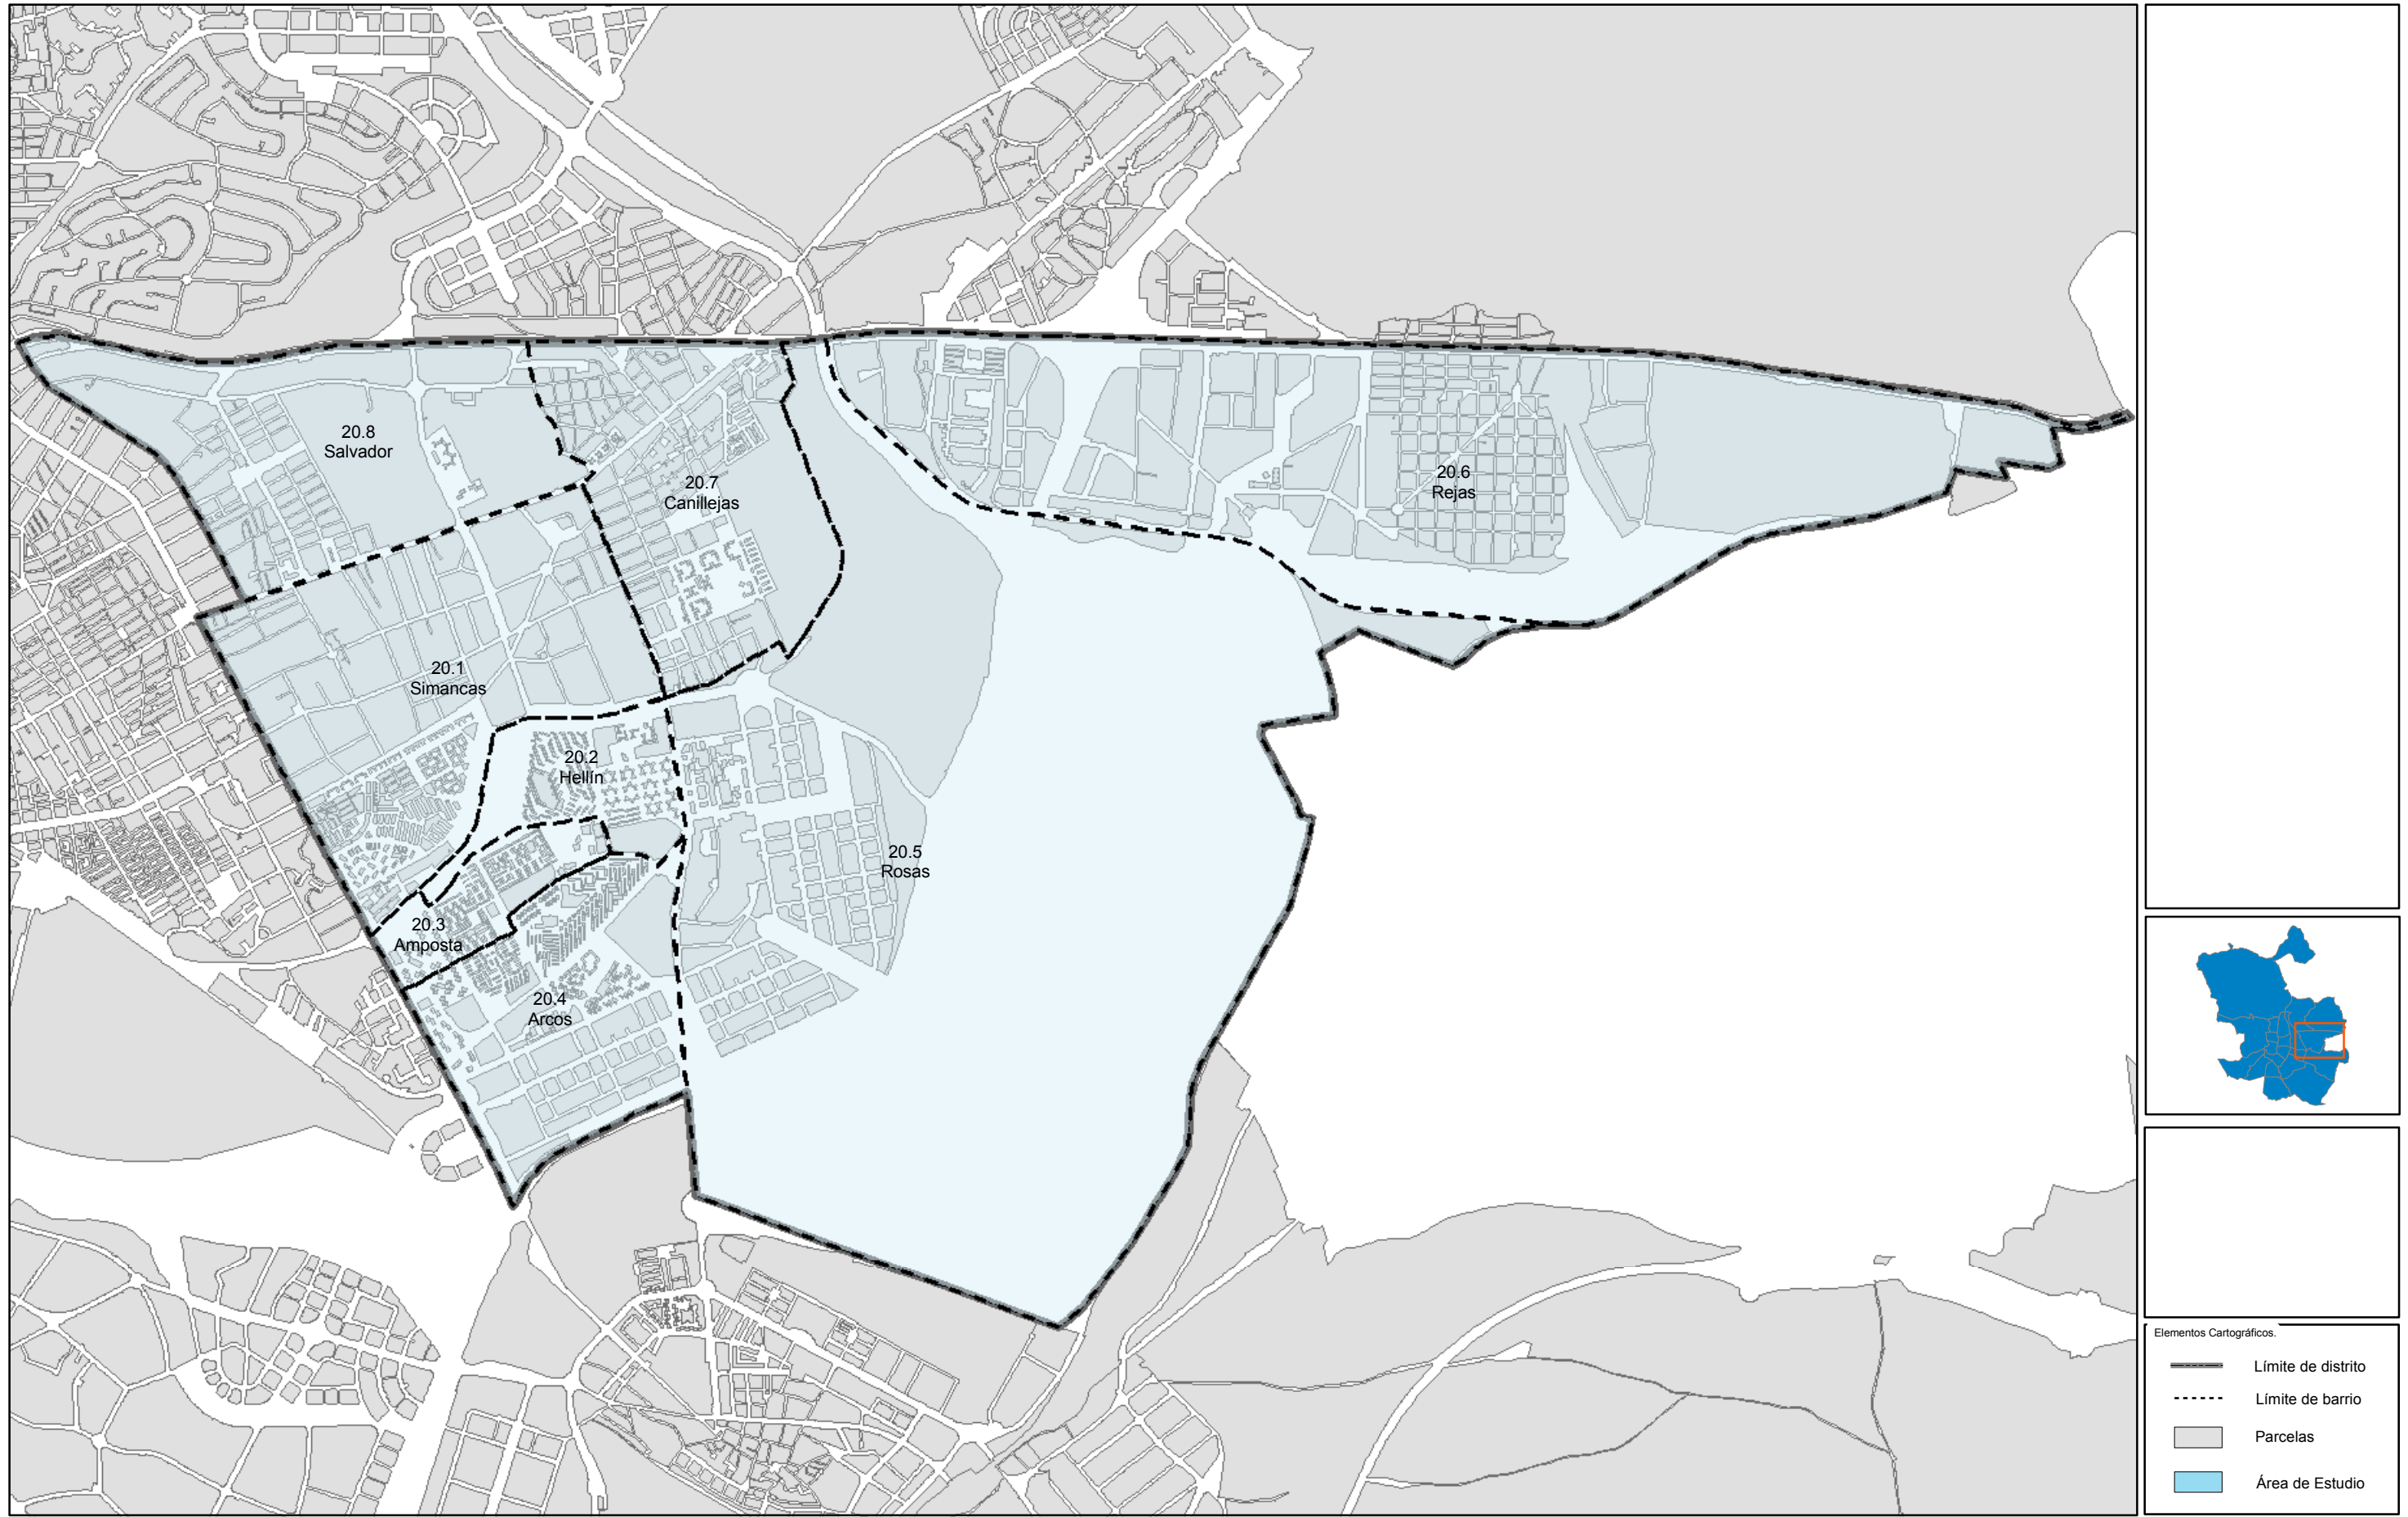 20.8
Salvador
20.7
Canillejas
20.6
Rejas
20.1
Simancas
20.2
Hellín
20.5
Rosas
20.3
Amposta
20.4
Arcos
Elementos Cartográficos.
Límite de distrito
Límite de barrio
Parcelas
Área de Estudio